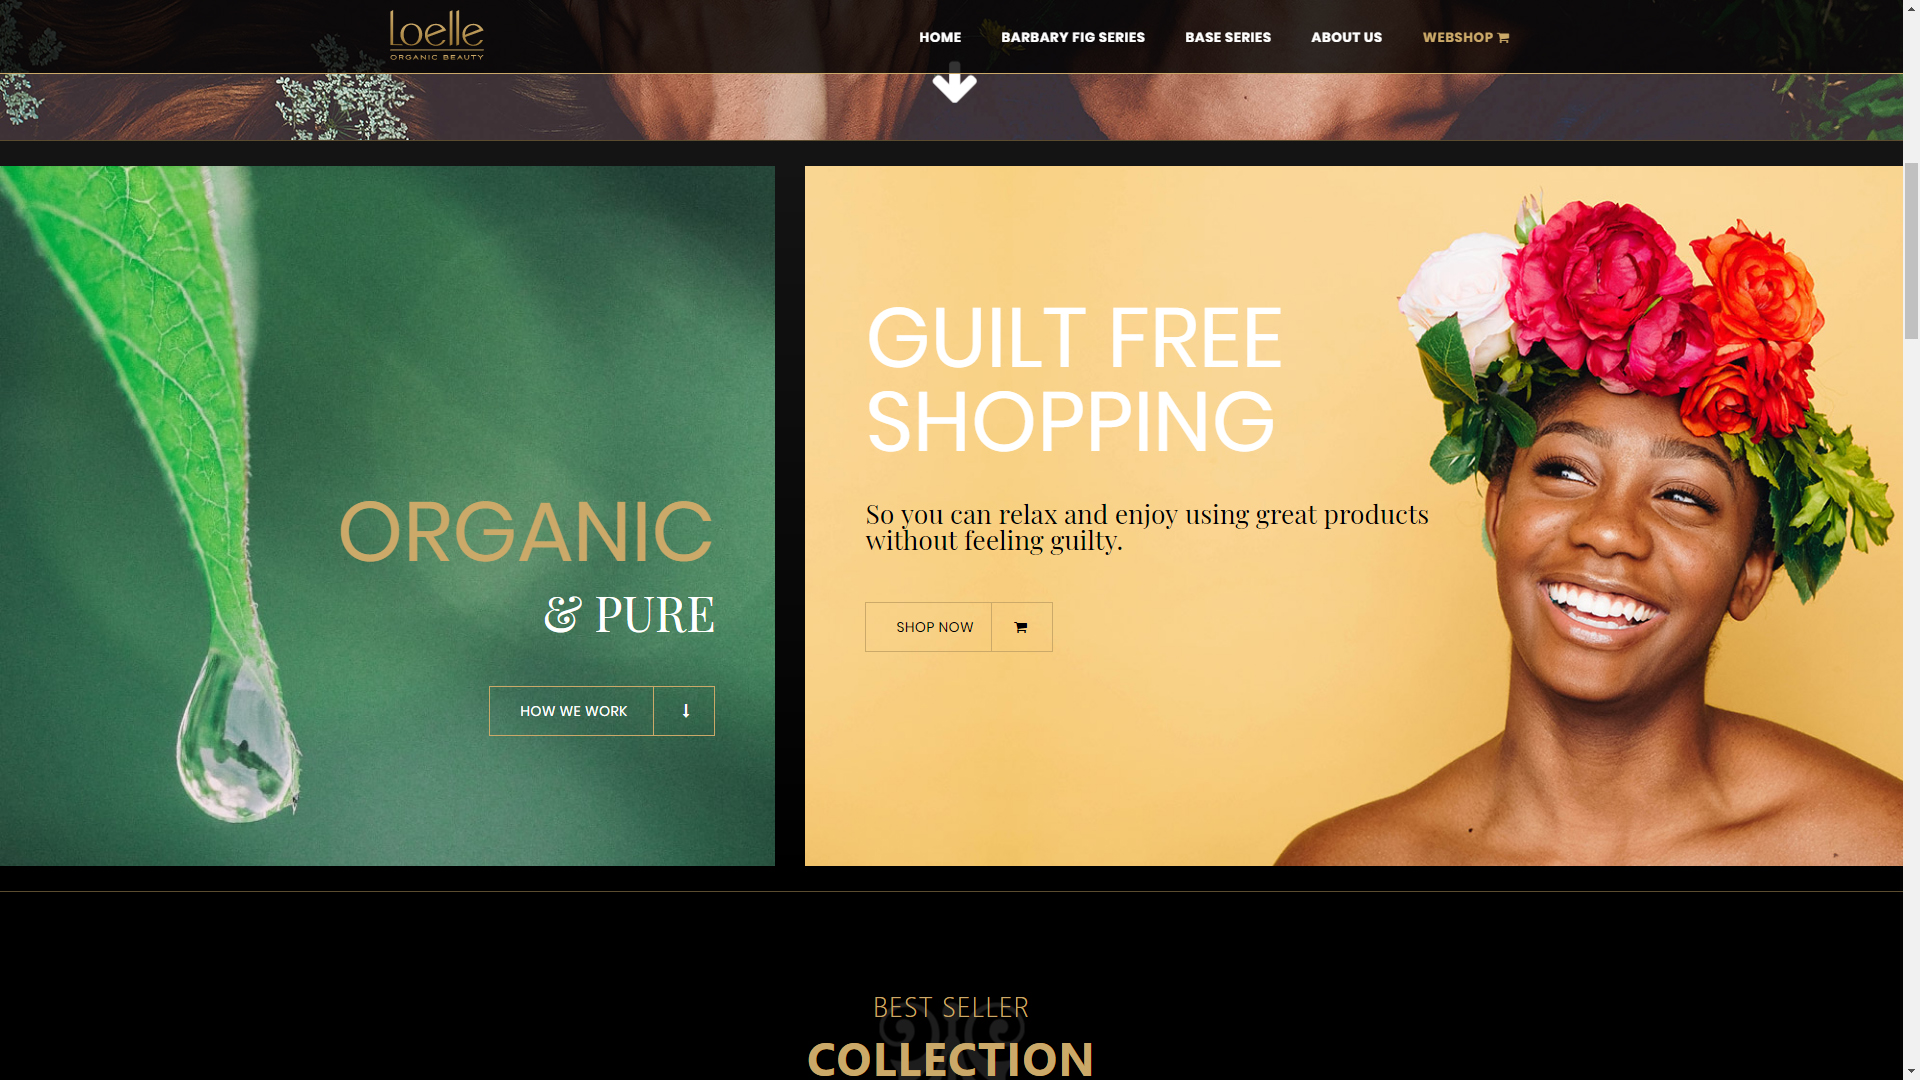 Loelle
ORGANIC BEAUTY
HOME
BARBARY FIG SERIES
BASE SERIES
ABOUT US
WEBSHOP
ORGANIC
& PURE
HOW WE WORK
GUILT FREE
SHOPPING
So you can relax and enjoy using great products
without feeling guilty.
SHOP NOW
BEST SELLER
COLLECTION